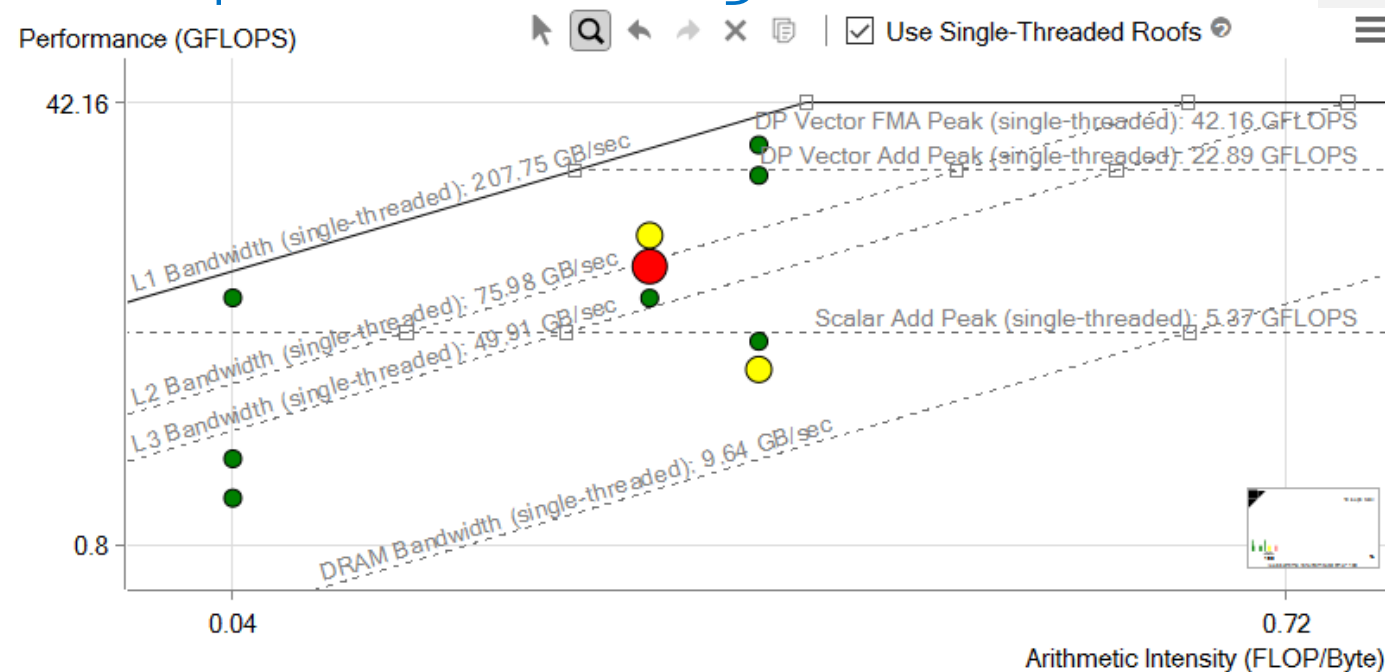 Performance (GFLOPS)
Use Single-Threaded Roofs
42.16
DP Vector FMA Peak (single-threaded): 42.16 GFLOPS
L1 Bandwidth (single-threaded): 207.75 GB/sec
DP Vector Add Peak (single-threaded): 22.89 GFLOPS
L2 Bandwidth (single-threaded): 75.98 GB/sec
L3 Bandwidth (single-threaded): 49.91 GB/sec
Scalar Add Peak (single-threaded): 5.37 GFLOPS
DRAM Bandwidth (single-threaded): 9.64 GB/sec
0.8
0.04
0.72
Arithmetic Intensity (FLOP/Byte)